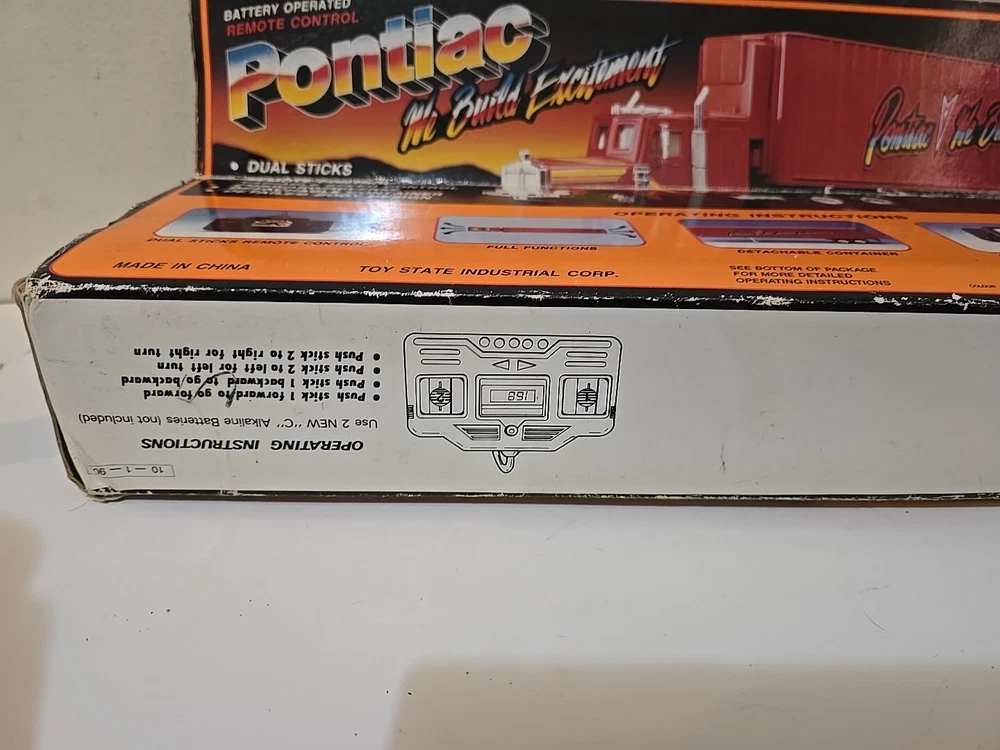 BATTERY OPERATED
REMOTE CONTROL
Pontiac
We Build Excitement
Pontiac We
• DUAL STICKS
OPERATING INSTRUCTIONS
DUAL STICKS REMOTE CONTROL
FULL FUNCTIONS
DETACHABLE CONTAINER
MADE IN CHINA
TOY STATE INDUSTRIAL CORP.
SEE BOTTOM OF PACKAGE
FOR MORE DETAILED
OPERATING INSTRUCTIONS
COLOUR
10 — 1 — 90
OPERATING INSTRUCTIONS
Use 2 NEW "C" Alkaline Batteries (not included)
• Push stick 1 forward to go forward
• Push stick 1 backward to go backward
• Push stick 2 to left for left turn
• Push stick 2 to right for right turn
168